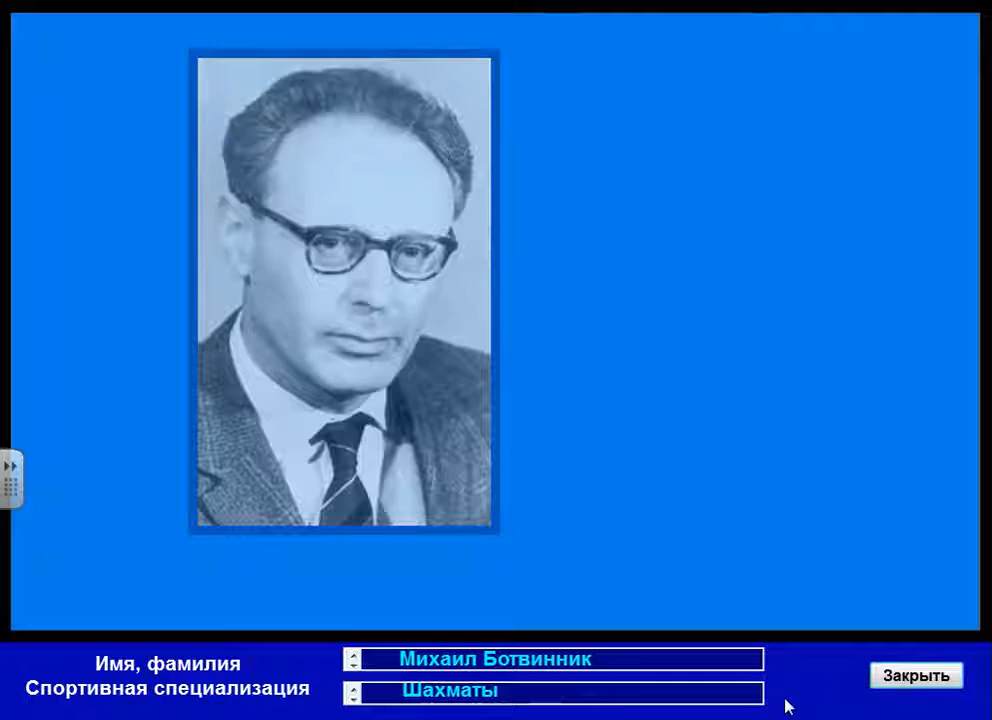 Имя, фамилия
Михаил Ботвинник
Спортивная специализация
Шахматы
Закрыть